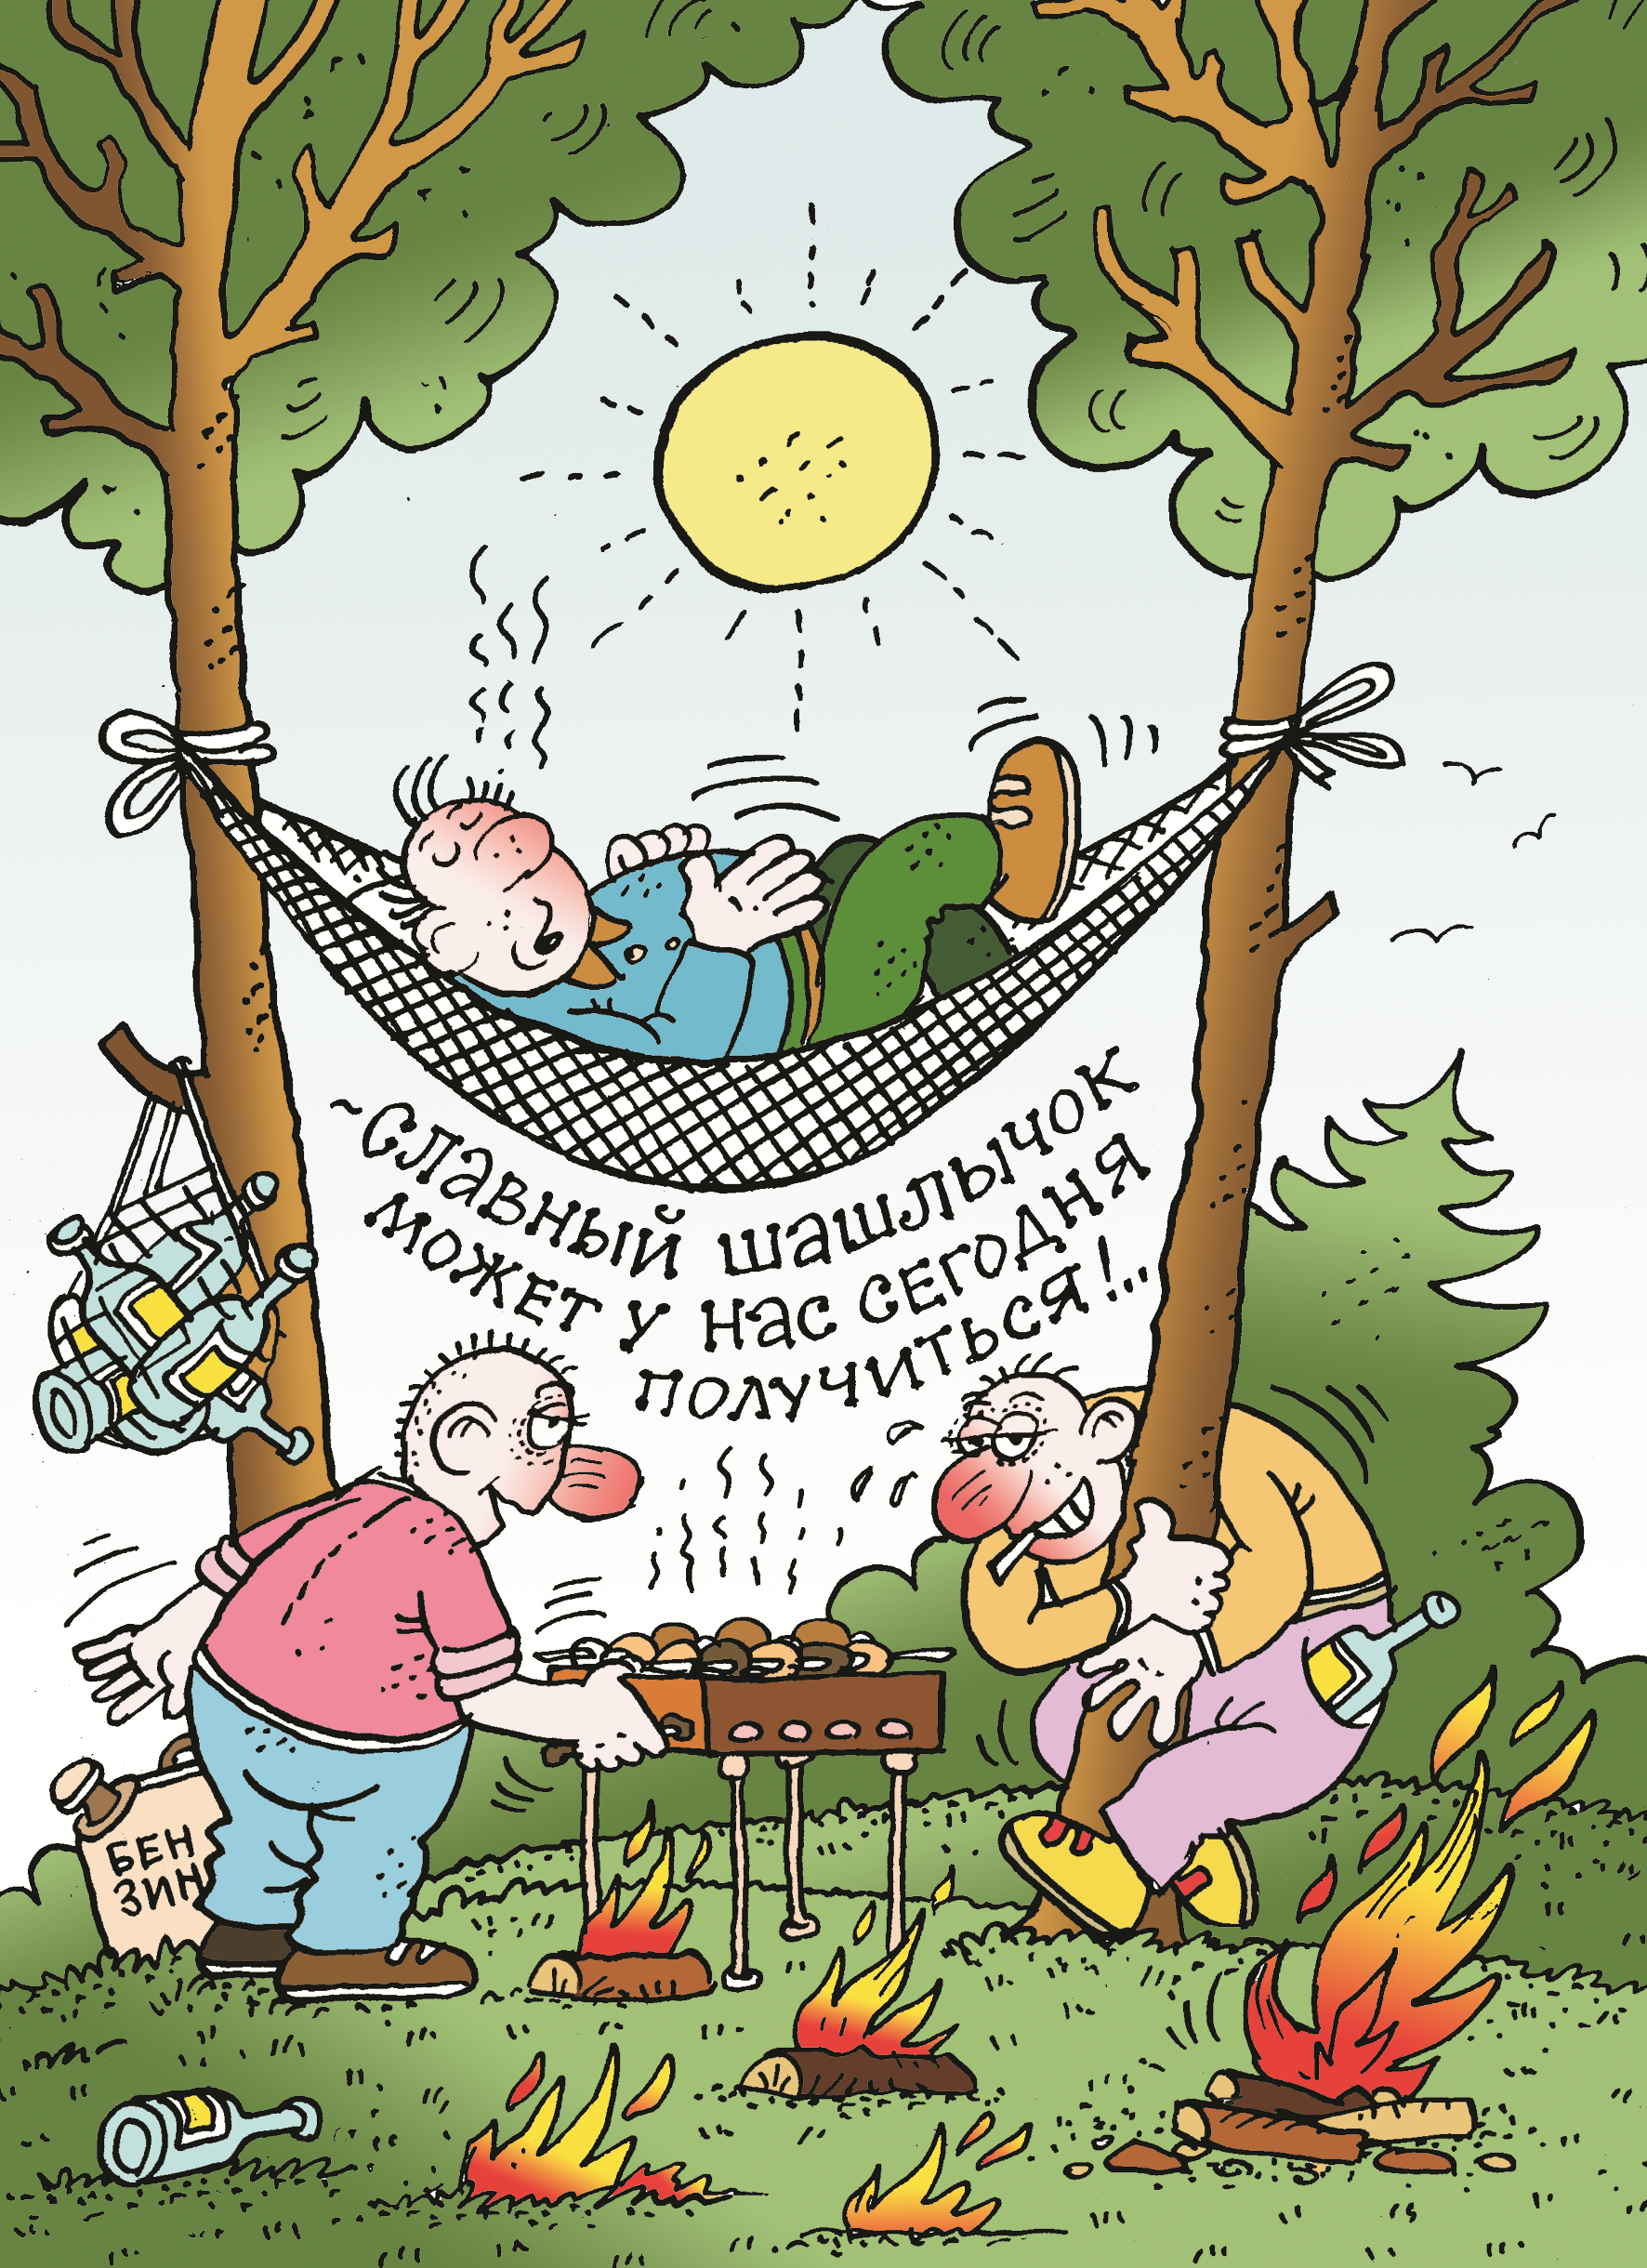 ~ Славный шашлычок
может у нас сегодня
получиться!..
БЕН
ЗИН